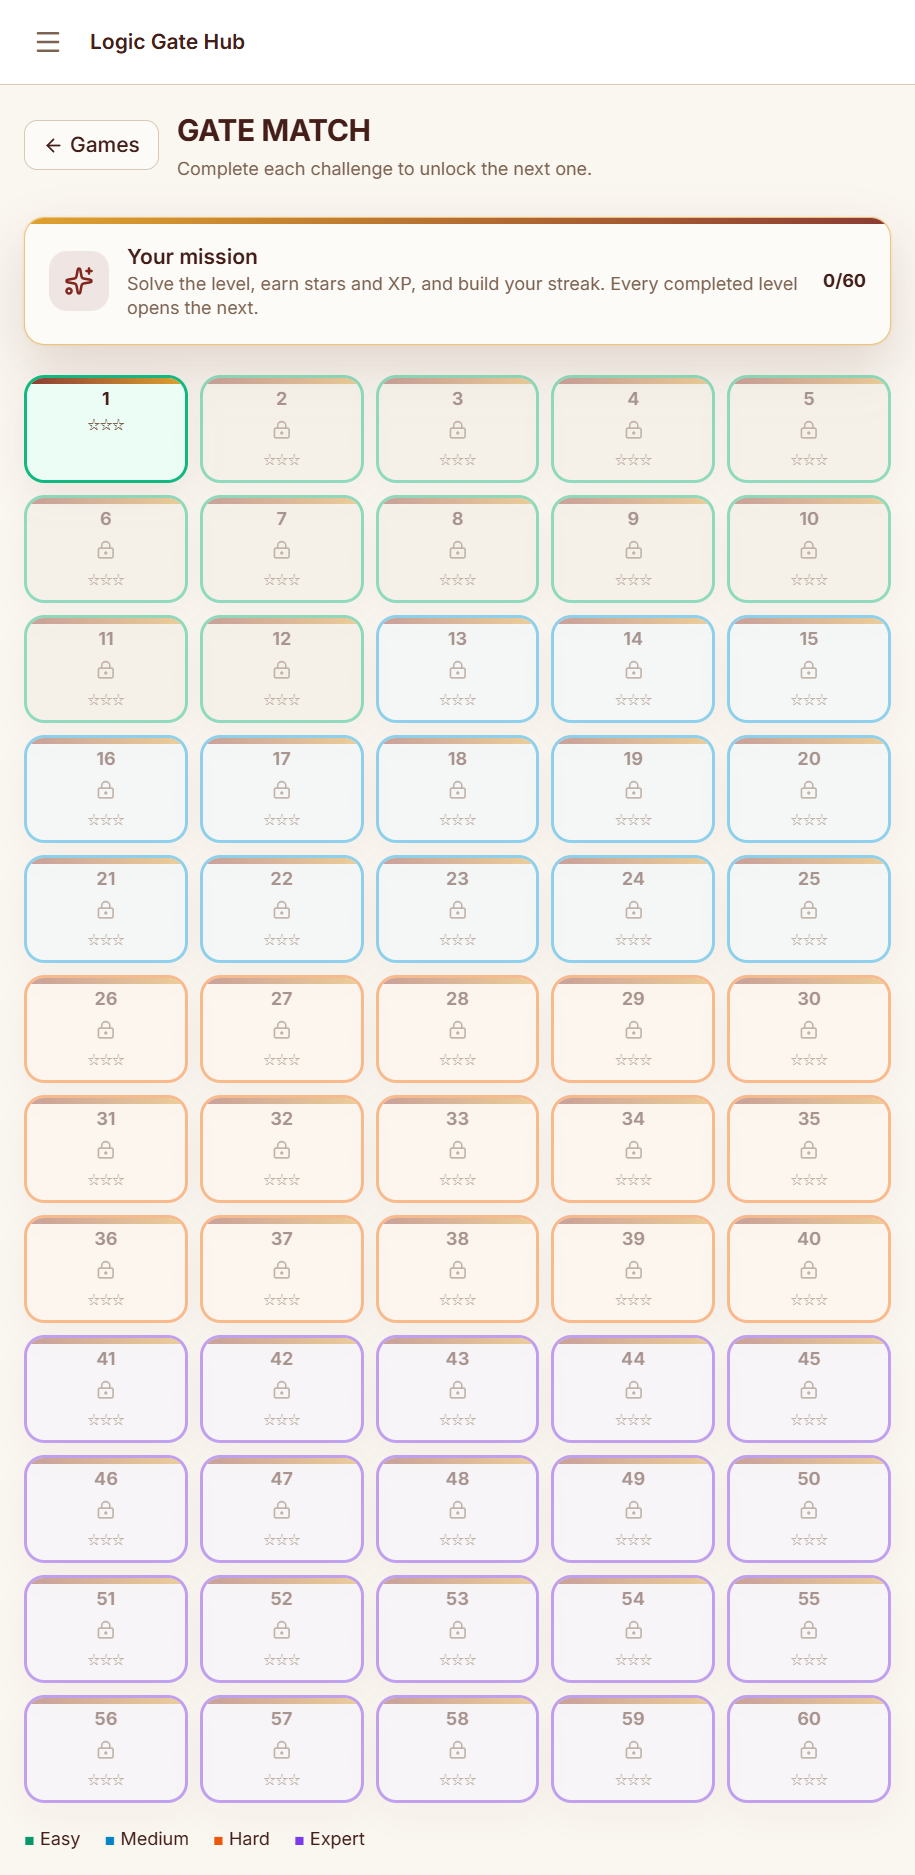 Logic Gate Hub
← Games
GATE MATCH
Complete each challenge to unlock the next one.
Your mission
Solve the level, earn stars and XP, and build your streak. Every completed level
opens the next.
0/60
1 2 3 4 5
☆☆☆ ☆☆☆ ☆☆☆ ☆☆☆ ☆☆☆
6 7 8 9 10
☆☆☆ ☆☆☆ ☆☆☆ ☆☆☆ ☆☆☆
11 12 13 14 15
☆☆☆ ☆☆☆ ☆☆☆ ☆☆☆ ☆☆☆
16 17 18 19 20
☆☆☆ ☆☆☆ ☆☆☆ ☆☆☆ ☆☆☆
21 22 23 24 25
☆☆☆ ☆☆☆ ☆☆☆ ☆☆☆ ☆☆☆
26 27 28 29 30
☆☆☆ ☆☆☆ ☆☆☆ ☆☆☆ ☆☆☆
31 32 33 34 35
☆☆☆ ☆☆☆ ☆☆☆ ☆☆☆ ☆☆☆
36 37 38 39 40
☆☆☆ ☆☆☆ ☆☆☆ ☆☆☆ ☆☆☆
41 42 43 44 45
☆☆☆ ☆☆☆ ☆☆☆ ☆☆☆ ☆☆☆
46 47 48 49 50
☆☆☆ ☆☆☆ ☆☆☆ ☆☆☆ ☆☆☆
51 52 53 54 55
☆☆☆ ☆☆☆ ☆☆☆ ☆☆☆ ☆☆☆
56 57 58 59 60
☆☆☆ ☆☆☆ ☆☆☆ ☆☆☆ ☆☆☆
■ Easy ■ Medium ■ Hard ■ Expert